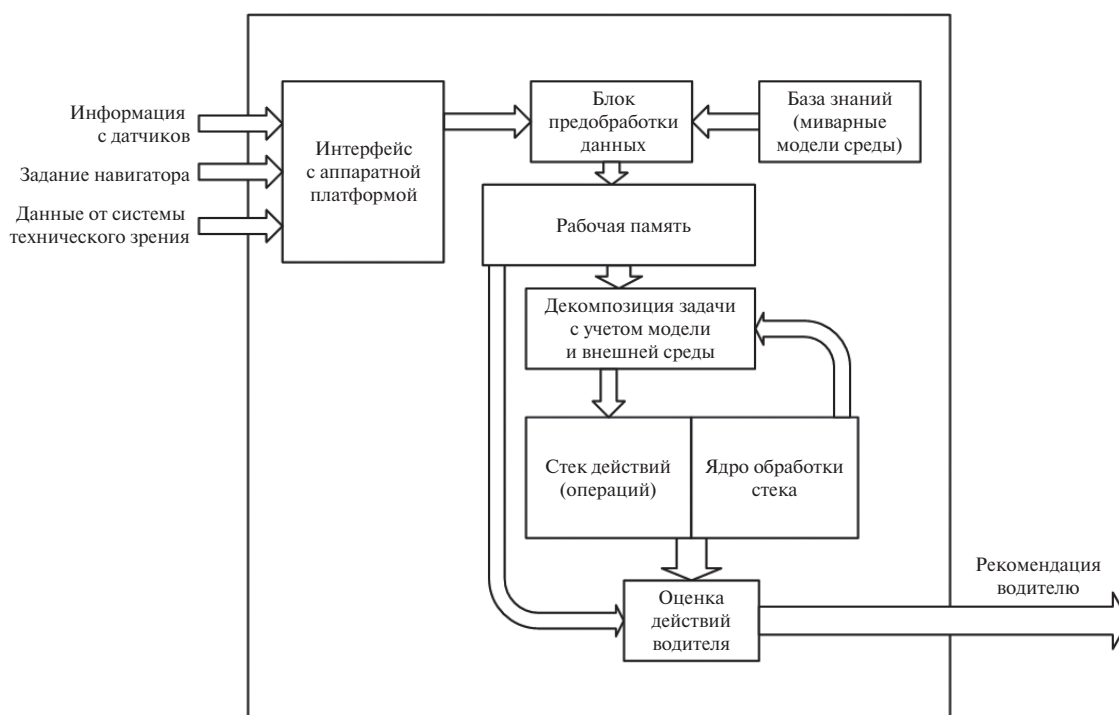 Информация
с датчиков
Задание навигатора
Данные от системы
технического зрения
Интерфейс
с аппаратной
платформой
Блок
предобработки
данных
База знаний
(миварные
модели среды)
Рабочая память
Декомпозиция задачи
с учетом модели
и внешней среды
Стек действий
(операций)
Ядро обработки
стека
Оценка
действий
водителя
Рекомендация
водителю